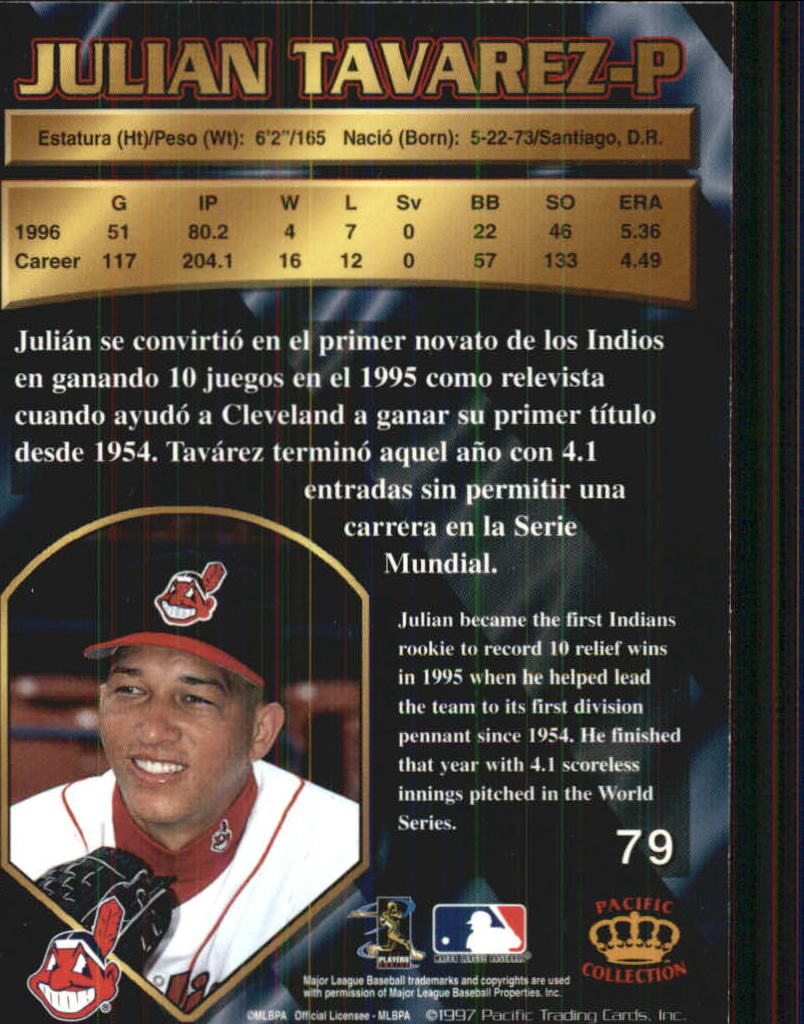 JULIAN TAVAREZ-P
Estatura (Ht)/Peso (Wt): 6'2"/165 Nació (Born): 5-22-73/Santiago, D.R.
G IP W L Sv BB SO ERA
1996 51 80.2 4 7 0 22 46 5.36
Career 117 204.1 16 12 0 57 133 4.49
Julián se convirtió en el primer novato de los Indios
en ganando 10 juegos en el 1995 como relevista
cuando ayudó a Cleveland a ganar su primer título
desde 1954. Tavárez terminó aquel año con 4.1
entradas sin permitir una
carrera en la Serie
Mundial.
Julian became the first Indians
rookie to record 10 relief wins
in 1995 when he helped lead
the team to its first division
pennant since 1954. He finished
that year with 4.1 scoreless
innings pitched in the World
Series.
79
PLAYERS
MAJOR LEAGUE BASEBALL
PACIFIC
COLLECTION
Major League Baseball trademarks and copyrights are used
with permission of Major League Baseball Properties, Inc.
©MLBPA Official Licensee - MLBPA ©1997 Pacific Trading Cards, Inc.